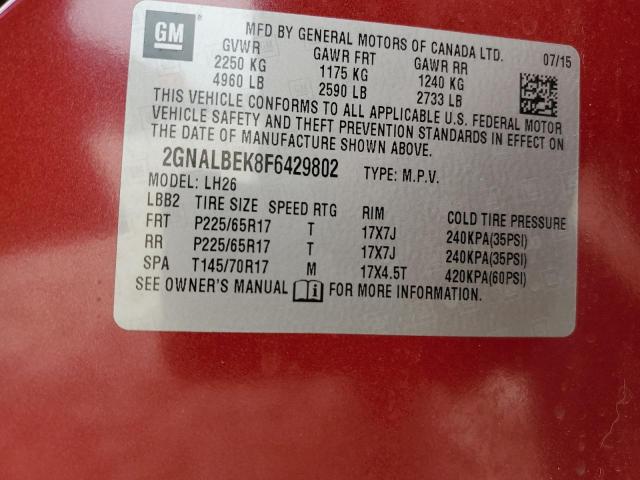 GM
MFD BY GENERAL MOTORS OF CANADA LTD.
GVWR GAWR FRT GAWR RR 07/15
2250 KG 1175 KG 1240 KG
4960 LB 2590 LB 2733 LB
THIS VEHICLE CONFORMS TO ALL APPLICABLE U.S. FEDERAL MOTOR
VEHICLE SAFETY AND THEFT PREVENTION STANDARDS IN EFFECT ON
THE DATE OF MANUFACTURE SHOWN ABOVE.
2GNALBEK8F6429802 TYPE: M.P.V.
MODEL: LH26
LBB2 TIRE SIZE SPEED RTG RIM COLD TIRE PRESSURE
FRT P225/65R17 T 17X7J 240KPA(35PSI)
RR P225/65R17 T 17X7J 240KPA(35PSI)
SPA T145/70R17 M 17X4.5T 420KPA(60PSI)
SEE OWNER'S MANUAL FOR MORE INFORMATION.